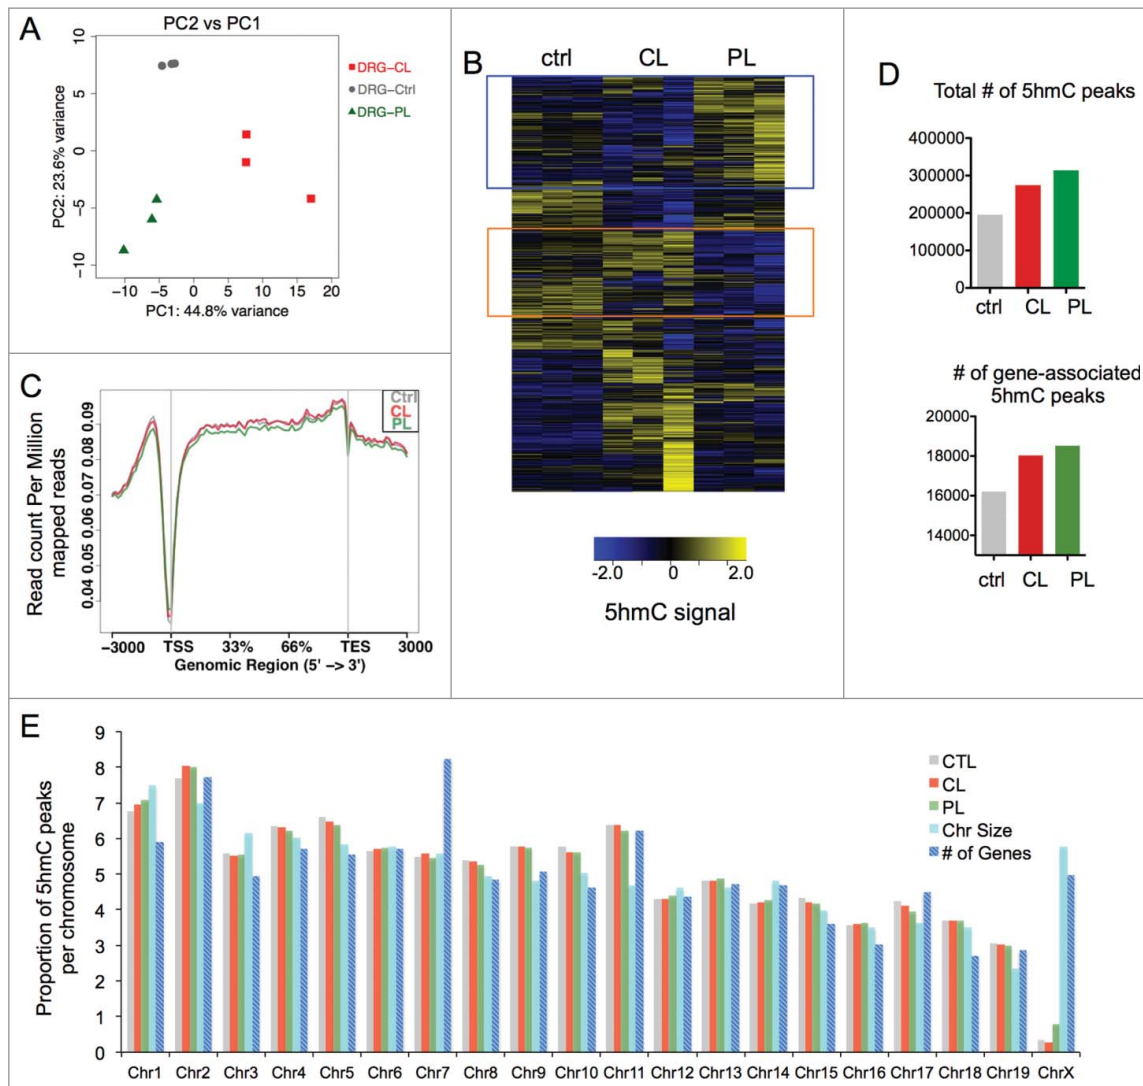 A
PC2 vs PC1
10
5
0
−5
−10
PC2: 23.6% variance
−10 −5 0 5 10 15 20
PC1: 44.8% variance
DRG−CL
DRG−Ctrl
DRG−PL
B
ctrl CL PL
-2.0 0 2.0
5hmC signal
C
Read count Per Million
mapped reads
0.04 0.05 0.06 0.07 0.08 0.09
Ctrl
CL
PL
−3000 TSS 33% 66% TES 3000
Genomic Region (5' −> 3')
D
Total # of 5hmC peaks
400000
300000
200000
100000
0
ctrl CL PL
# of gene-associated
5hmC peaks
20000
18000
16000
14000
ctrl CL PL
E
Proportion of 5hmC peaks
per chromosome
9
8
7
6
5
4
3
2
1
0
CTL
CL
PL
Chr Size
# of Genes
Chr1 Chr2 Chr3 Chr4 Chr5 Chr6 Chr7 Chr8 Chr9 Chr10 Chr11 Chr12 Chr13 Chr14 Chr15 Chr16 Chr17 Chr18 Chr19 ChrX